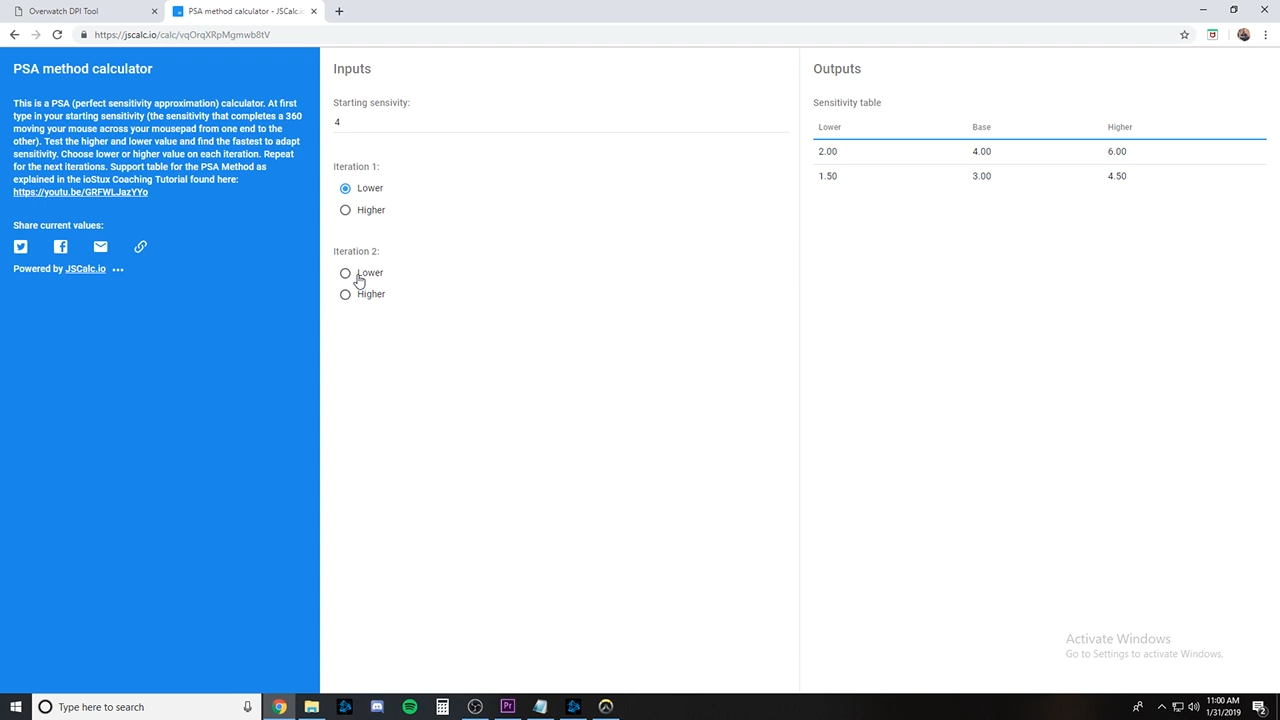 Overwatch DPI Tool
PSA method calculator - JSCalc.io
https://jscalc.io/calc/vqOrqXRpMgmwb8tV
PSA method calculator
This is a PSA (perfect sensitivity approximation) calculator. At first
type in your starting sensitivity (the sensitivity that completes a 360
moving your mouse across your mousepad from one end to the
other). Test the higher and lower value and find the fastest to adapt
sensitivity. Choose lower or higher value on each iteration. Repeat
for the next iterations. Support table for the PSA Method as
explained in the ioStux Coaching Tutorial found here:
https://youtu.be/GRFWLJazYYo
Share current values:
Powered by JSCalc.io
Inputs
Starting sensivity:
4
Iteration 1:
Lower
Higher
Iteration 2:
Lower
Higher
Outputs
Sensitivity table
Lower Base Higher
2.00 4.00 6.00
1.50 3.00 4.50
Activate Windows
Go to Settings to activate Windows.
Type here to search
11:00 AM
1/31/2019
2